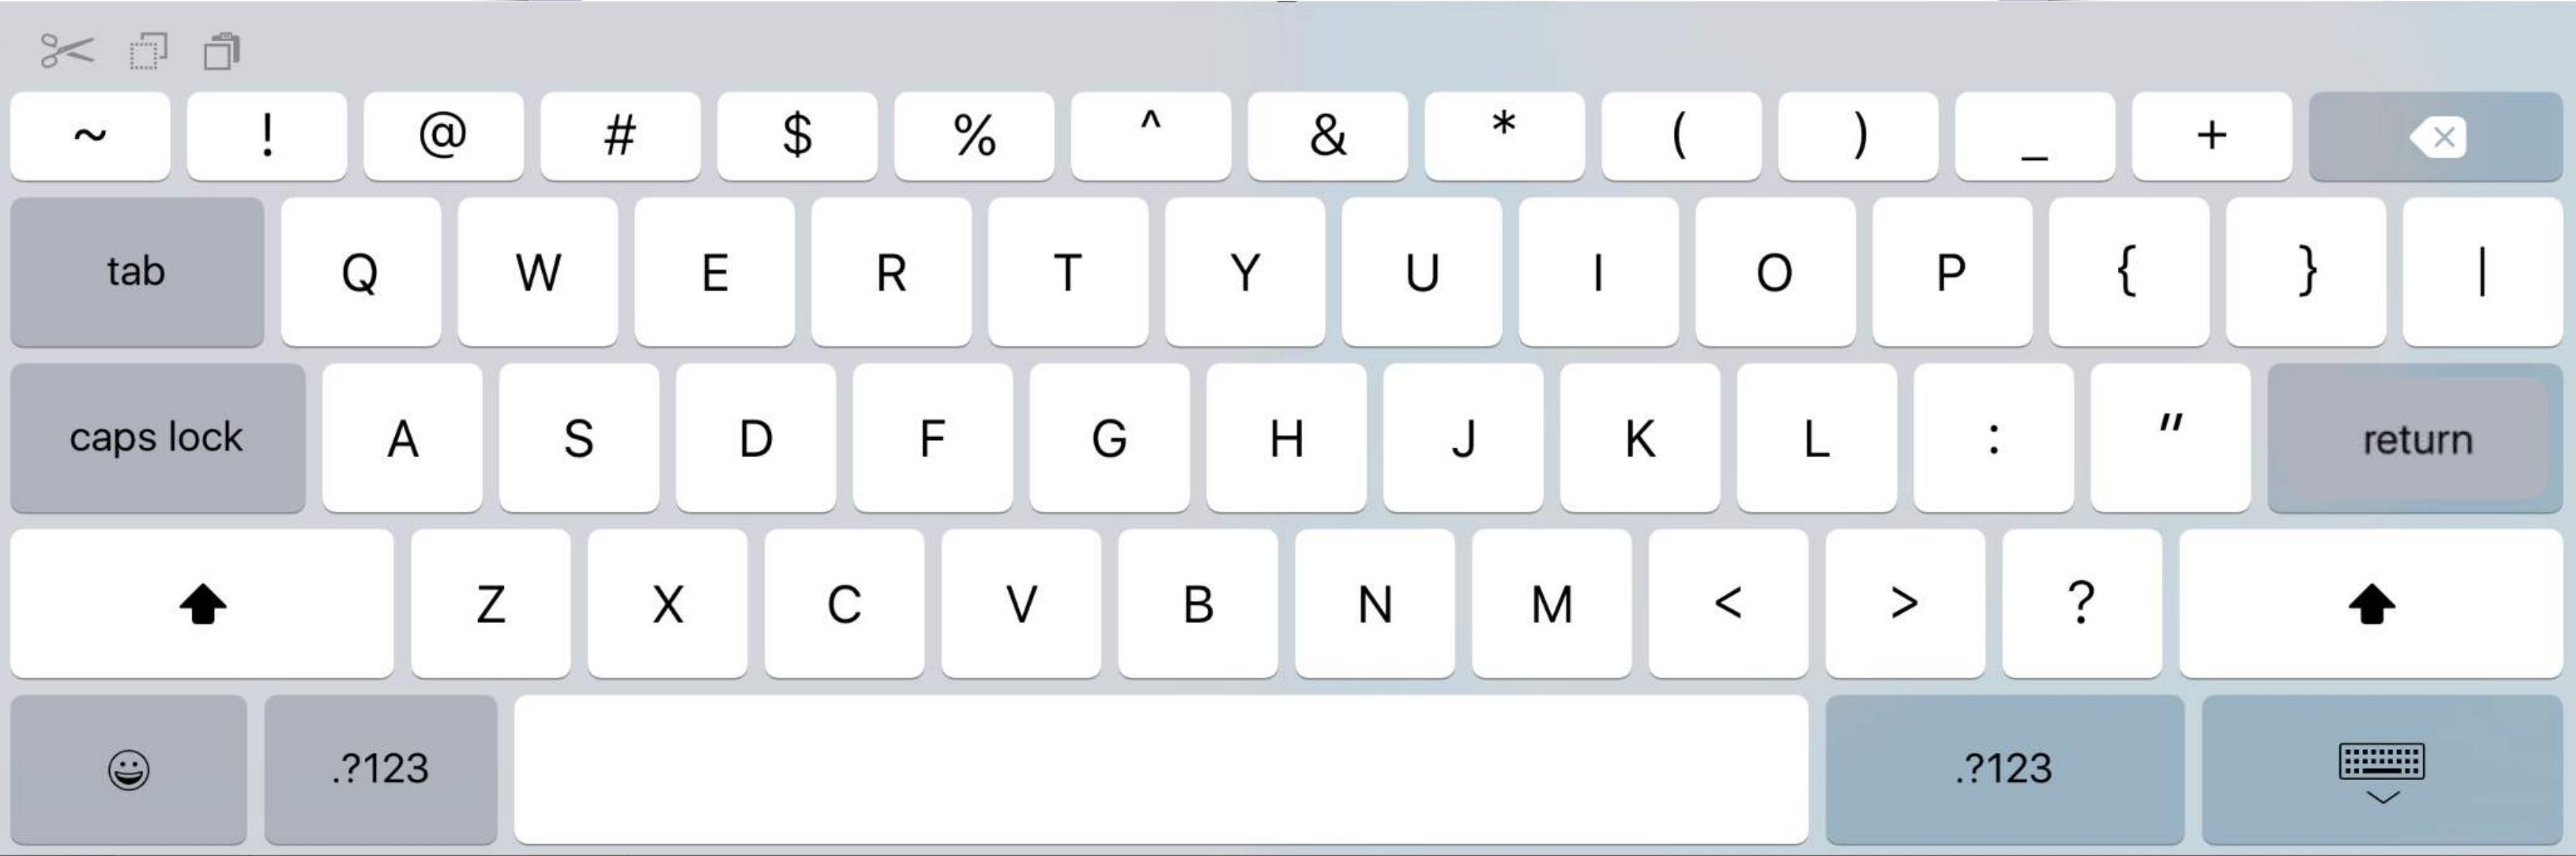 ~ ! @ # $ % ^ & * ( ) _ +
tab Q W E R T Y U I O P { } |
caps lock A S D F G H J K L : " return
Z X C V B N M < > ?
.?123 .?123